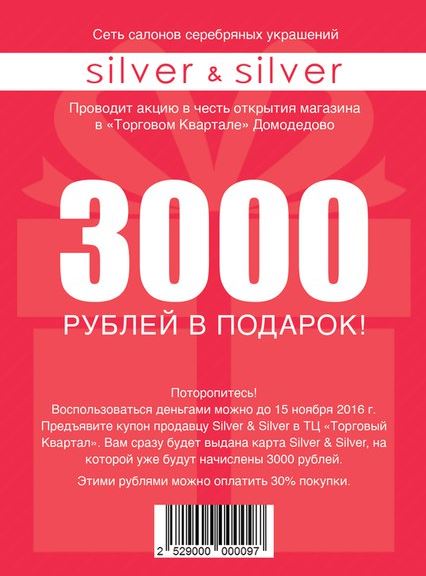 Сеть салонов серебряных украшений
silver & silver
Проводит акцию в честь открытия магазина
в «Торговом Квартале» Домодедово
3000
РУБЛЕЙ В ПОДАРОК!
Поторопитесь!
Воспользоваться деньгами можно до 15 ноября 2016 г.
Предъявите купон продавцу Silver & Silver в ТЦ «Торговый
Квартал». Вам сразу будет выдана карта Silver & Silver, на
которой уже будут начислены 3000 рублей.
Этими рублями можно оплатить 30% покупки.
2 529000 000097